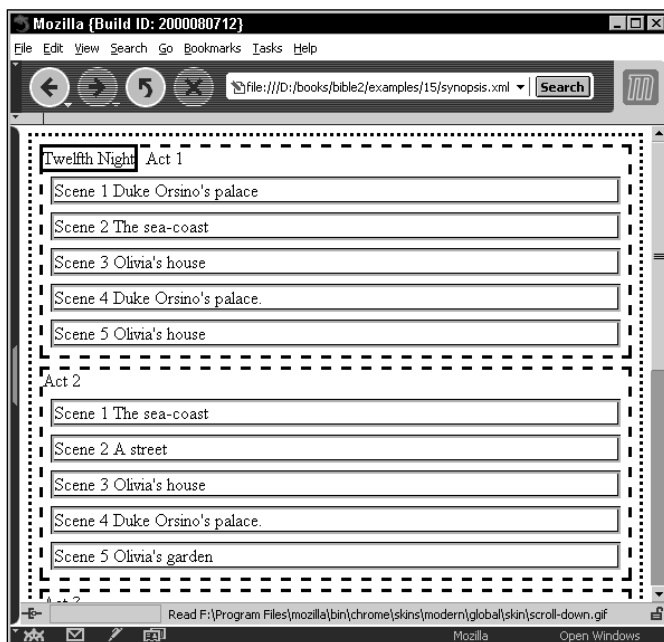 Mozilla {Build ID: 2000080712}
File Edit View Search Go Bookmarks Tasks Help
file:///D:/books/bible2/examples/15/synopsis.xml Search
Twelfth Night Act 1
Scene 1 Duke Orsino's palace
Scene 2 The sea-coast
Scene 3 Olivia's house
Scene 4 Duke Orsino's palace.
Scene 5 Olivia's house
Act 2
Scene 1 The sea-coast
Scene 2 A street
Scene 3 Olivia's house
Scene 4 Duke Orsino's palace.
Scene 5 Olivia's garden
Read F:\Program Files\mozilla\bin\chrome\skins\modern\global\skin\scroll-down.gif
Mozilla Open Windows